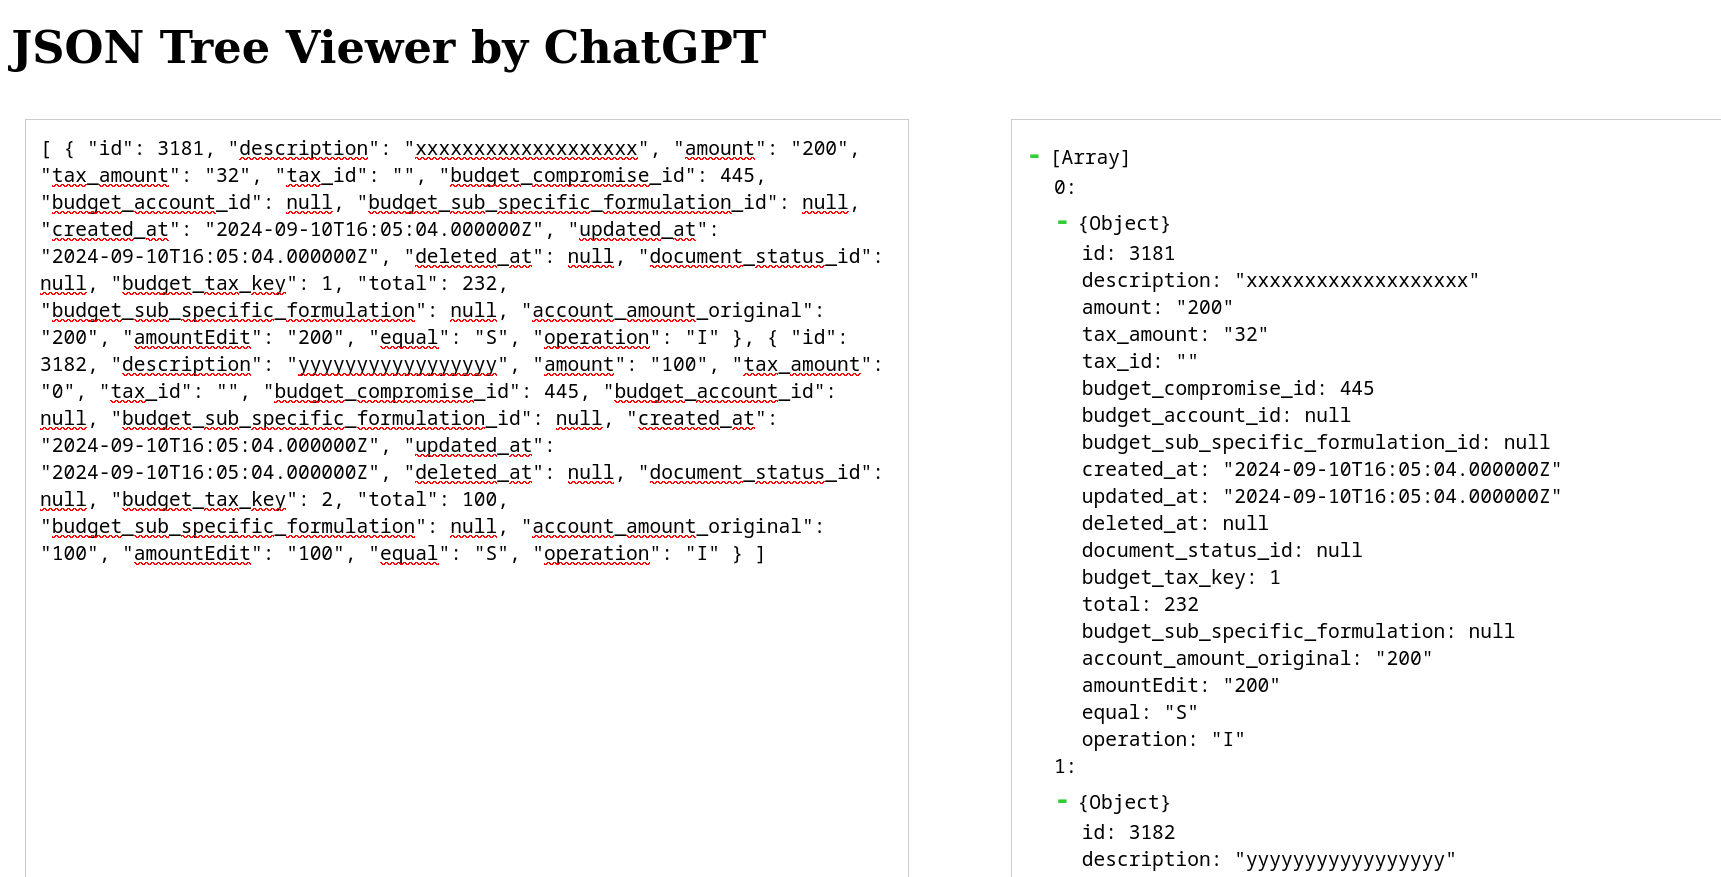 JSON Tree Viewer by ChatGPT
[ { "id": 3181, "description": "xxxxxxxxxxxxxxxxxxx", "amount": "200",
"tax_amount": "32", "tax_id": "", "budget_compromise_id": 445,
"budget_account_id": null, "budget_sub_specific_formulation_id": null,
"created_at": "2024-09-10T16:05:04.000000Z", "updated_at":
"2024-09-10T16:05:04.000000Z", "deleted_at": null, "document_status_id":
null, "budget_tax_key": 1, "total": 232,
"budget_sub_specific_formulation": null, "account_amount_original":
"200", "amountEdit": "200", "equal": "S", "operation": "I" }, { "id":
3182, "description": "yyyyyyyyyyyyyyyyy", "amount": "100", "tax_amount":
"0", "tax_id": "", "budget_compromise_id": 445, "budget_account_id":
null, "budget_sub_specific_formulation_id": null, "created_at":
"2024-09-10T16:05:04.000000Z", "updated_at":
"2024-09-10T16:05:04.000000Z", "deleted_at": null, "document_status_id":
null, "budget_tax_key": 2, "total": 100,
"budget_sub_specific_formulation": null, "account_amount_original":
"100", "amountEdit": "100", "equal": "S", "operation": "I" } ]
- [Array]
0:
- {Object}
id: 3181
description: "xxxxxxxxxxxxxxxxxxx"
amount: "200"
tax_amount: "32"
tax_id: ""
budget_compromise_id: 445
budget_account_id: null
budget_sub_specific_formulation_id: null
created_at: "2024-09-10T16:05:04.000000Z"
updated_at: "2024-09-10T16:05:04.000000Z"
deleted_at: null
document_status_id: null
budget_tax_key: 1
total: 232
budget_sub_specific_formulation: null
account_amount_original: "200"
amountEdit: "200"
equal: "S"
operation: "I"
1:
- {Object}
id: 3182
description: "yyyyyyyyyyyyyyyyy"